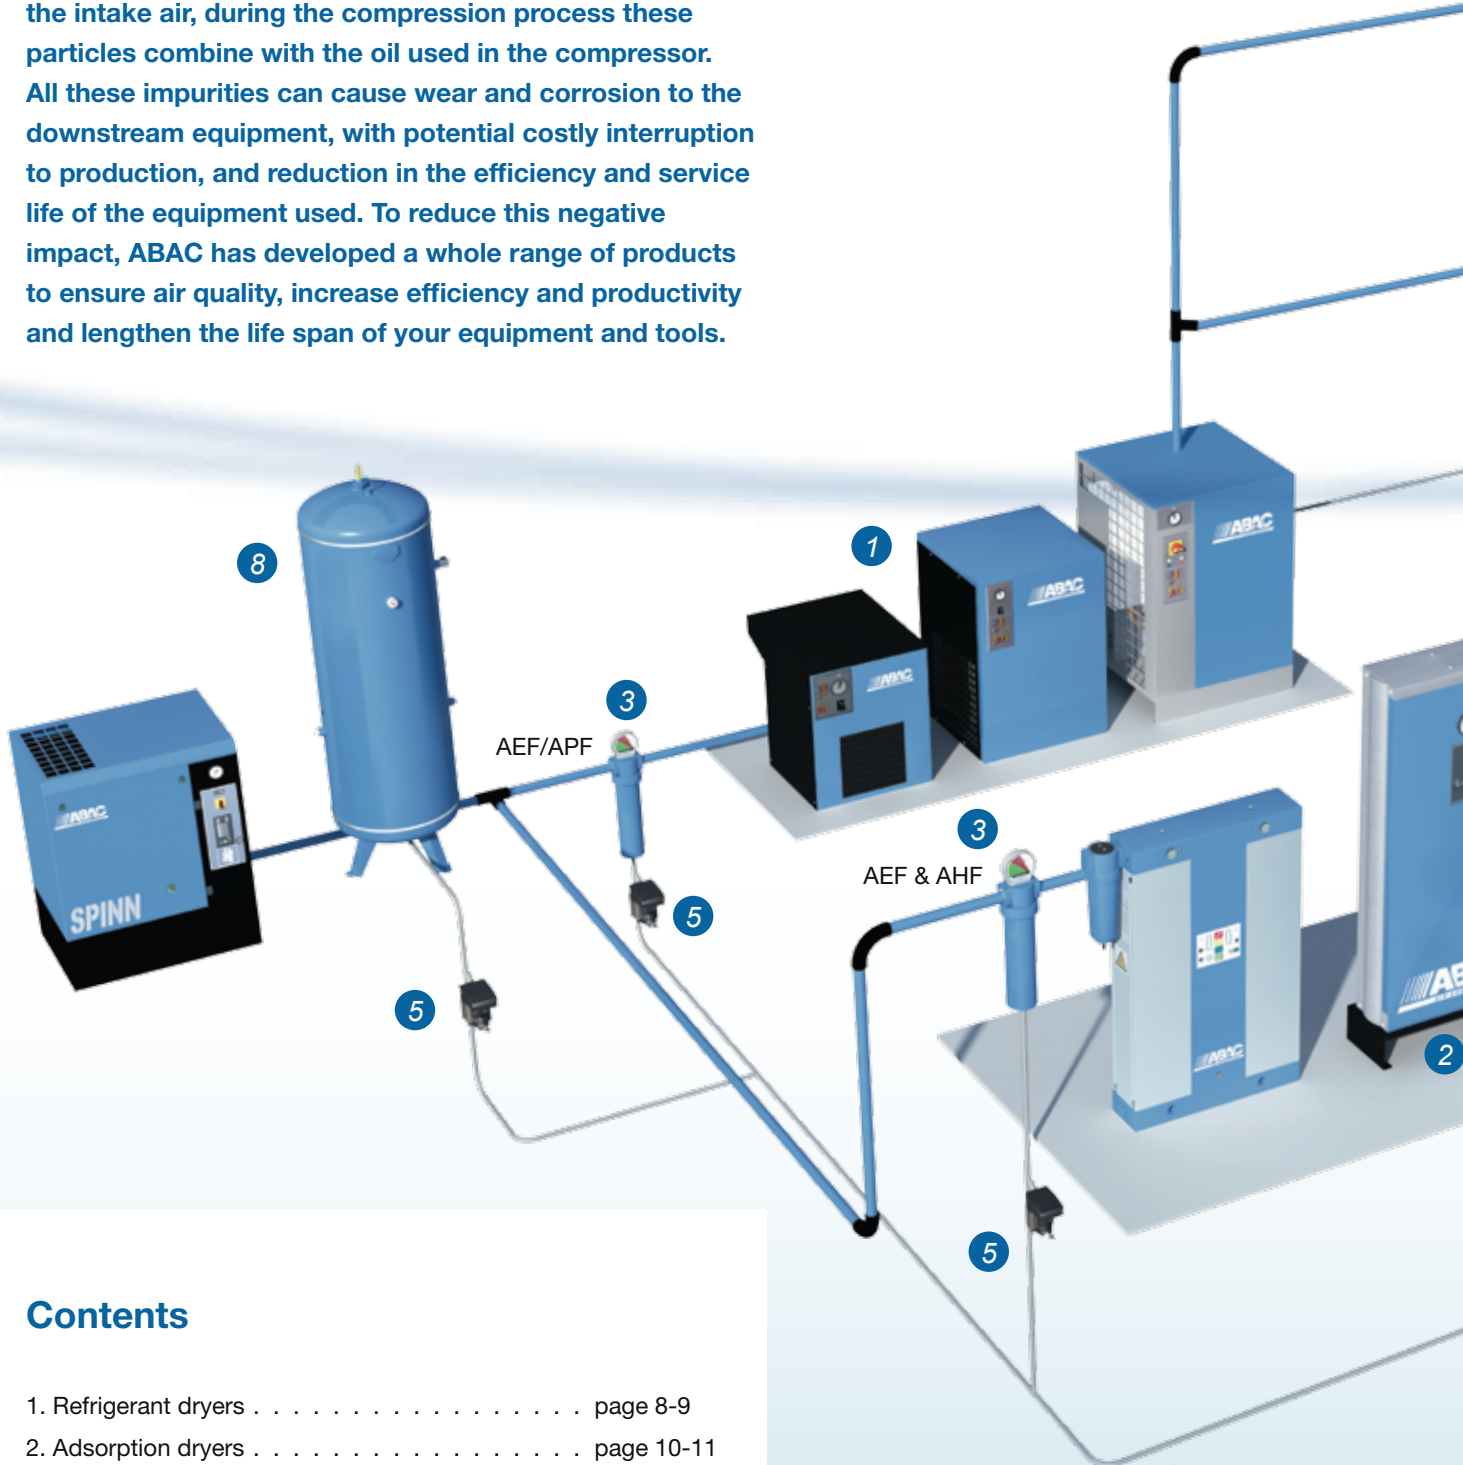 the intake air, during the compression process these
particles combine with the oil used in the compressor.
All these impurities can cause wear and corrosion to the
downstream equipment, with potential costly interruption
to production, and reduction in the efficiency and service
life of the equipment used. To reduce this negative
impact, ABAC has developed a whole range of products
to ensure air quality, increase efficiency and productivity
and lengthen the life span of your equipment and tools.
8
1
ABAC
ABAC
ABAC
3
AEF/APF
ABAC
SPINN
5
5
3
AEF & AHF
ABAC
AB
2
5
Contents
1. Refrigerant dryers . . . . . . . . . . . . . . . . . page 8-9
2. Adsorption dryers . . . . . . . . . . . . . . . . . page 10-11